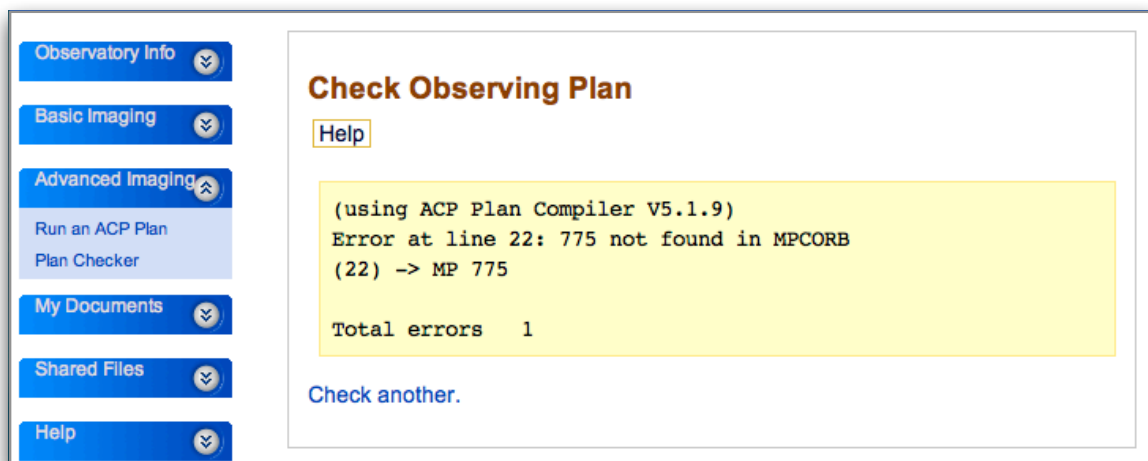 Observatory Info
Basic Imaging
Advanced Imaging
Run an ACP Plan
Plan Checker
My Documents
Shared Files
Help
Check Observing Plan
Help
(using ACP Plan Compiler V5.1.9)
Error at line 22: 775 not found in MPCORB
(22) -> MP 775
Total errors 1
Check another.